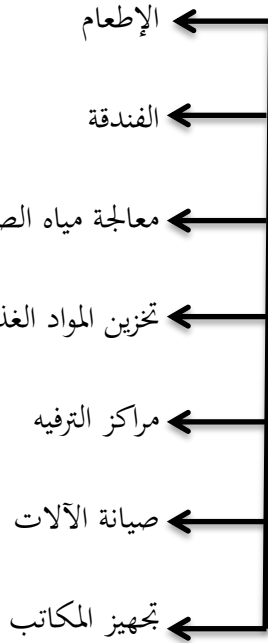 الإطعام
الفندقة
معالجة مياه
تخزين المواد
مراكز الترفيه
صيانة الآلات
تجهيز المكاتب